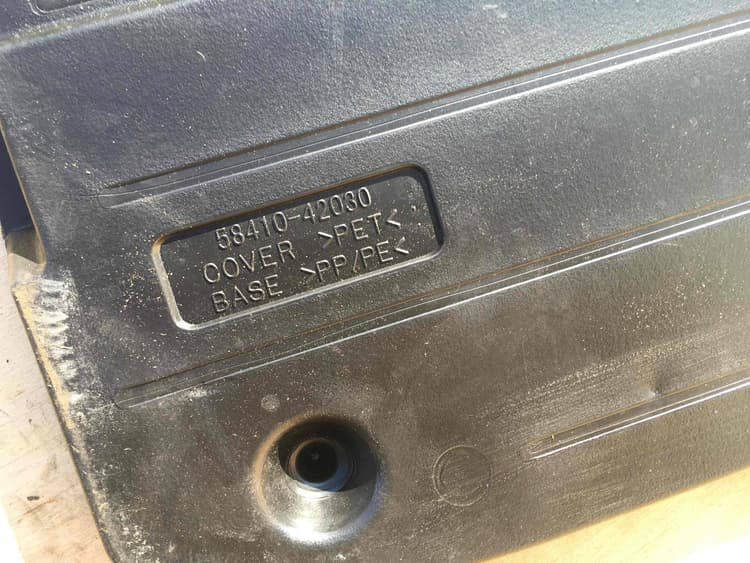 58410-42030
COVER >PET<
BASE >PP/PE<